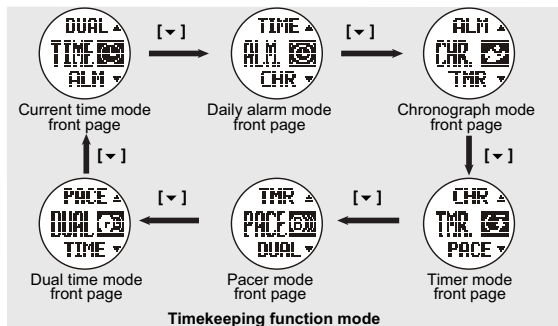 DUAL
TIME
ALM
[▼]
TIME
ALM.
CHR
[▼]
ALM
CHR.
TMR
Current time mode
front page
Daily alarm mode
front page
Chronograph mode
front page
[▼]
[▼]
PACE
DUAL
TIME
[▼]
TMR
PACE
DUAL
[▼]
CHR
TMR.
PACE
Dual time mode
front page
Pacer mode
front page
Timer mode
front page
Timekeeping function mode